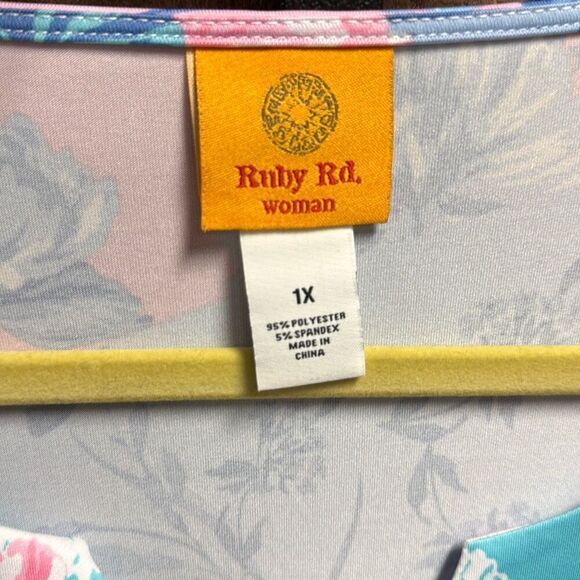 Ruby Rd.
woman
1X
95% POLYESTER
5% SPANDEX
MADE IN
CHINA